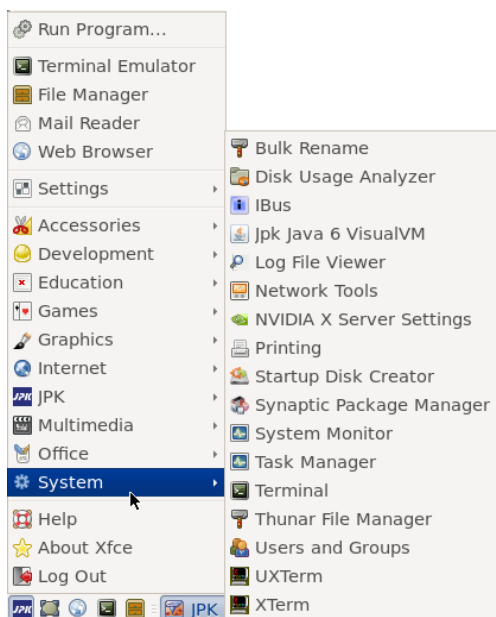 Run Program...
Terminal Emulator
File Manager
Mail Reader
Web Browser
Settings
Accessories
Development
Education
Games
Graphics
Internet
JPK JPK
Multimedia
Office
System
Help
About Xfce
Log Out
JPK JPK
Bulk Rename
Disk Usage Analyzer
IBus
Jpk Java 6 VisualVM
Log File Viewer
Network Tools
NVIDIA X Server Settings
Printing
Startup Disk Creator
Synaptic Package Manager
System Monitor
Task Manager
Terminal
Thunar File Manager
Users and Groups
UXTerm
XTerm